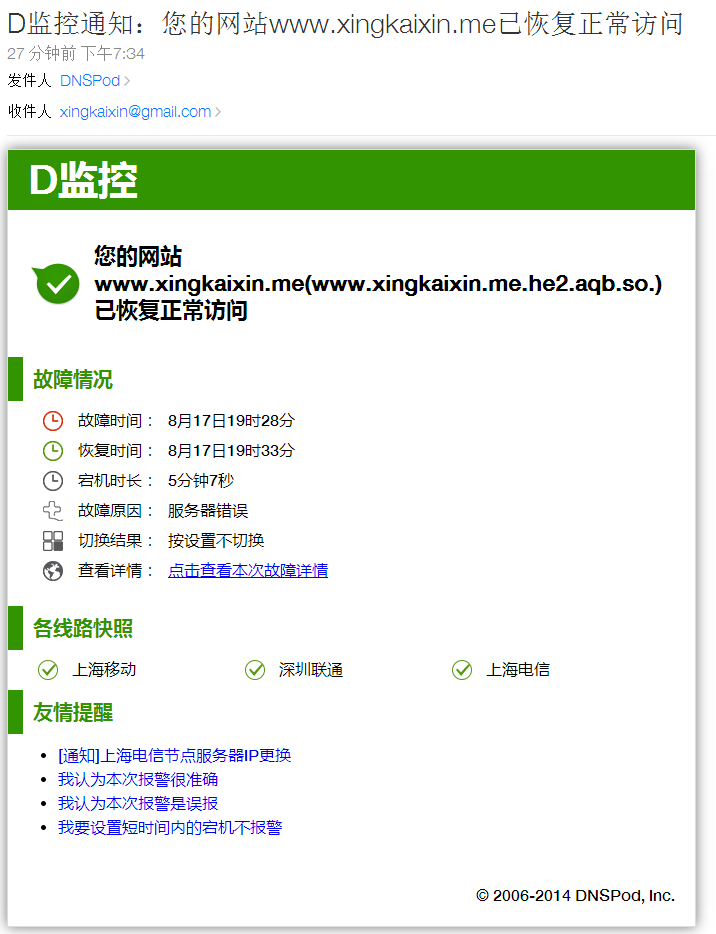 D监控通知：您的网站www.xingkaixin.me已恢复正常访问
27 分钟前 下午7:34
发件人 DNSPod
收件人 xingkaixin@gmail.com
D监控
您的网站
www.xingkaixin.me(www.xingkaixin.me.he2.aqb.so.)
已恢复正常访问
故障情况
故障时间： 8月17日19时28分
恢复时间： 8月17日19时33分
宕机时长： 5分钟7秒
故障原因： 服务器错误
切换结果： 按设置不切换
查看详情： 点击查看本次故障详情
各线路快照
上海移动 深圳联通 上海电信
友情提醒
• [通知]上海电信节点服务器IP更换
• 我认为本次报警很准确
• 我认为本次报警是误报
• 我要设置短时间内的宕机不报警
© 2006-2014 DNSPod, Inc.